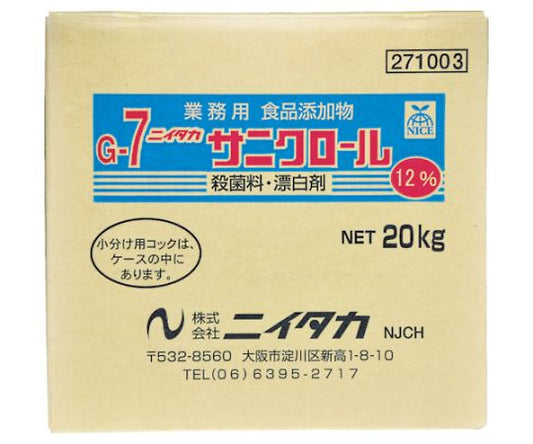 271003
業務用 食品添加物
NICE
G-7 ニイタカ サニクロール
殺菌料・漂白剤
12%
NET 20kg
小分け用コックは、
ケースの中に
あります。
株式会社 ニイタカ NJCH
〒532-8560 大阪市淀川区新高1-8-10
TEL(06)6395-2717